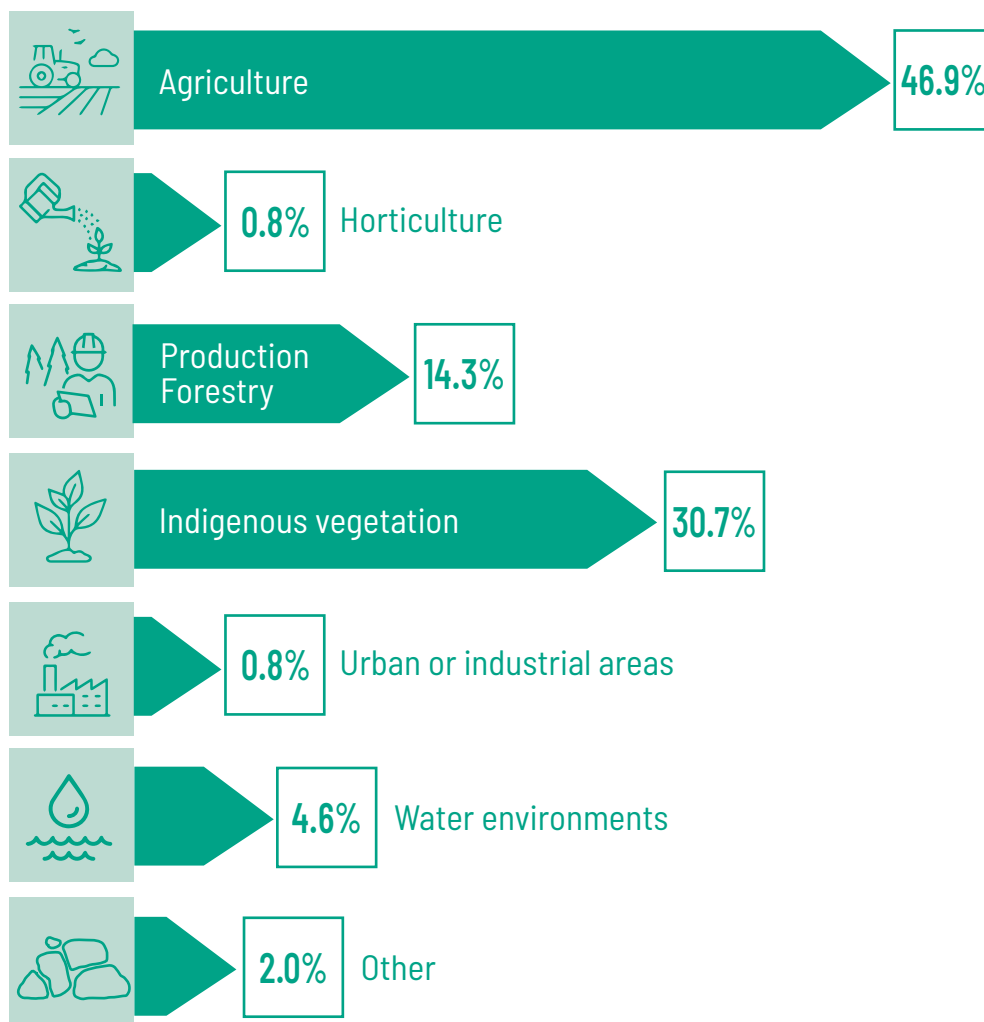 Agriculture
46.9%
0.8%
Horticulture
Production
Forestry
14.3%
Indigenous vegetation
30.7%
0.8%
Urban or industrial areas
4.6%
Water environments
2.0%
Other